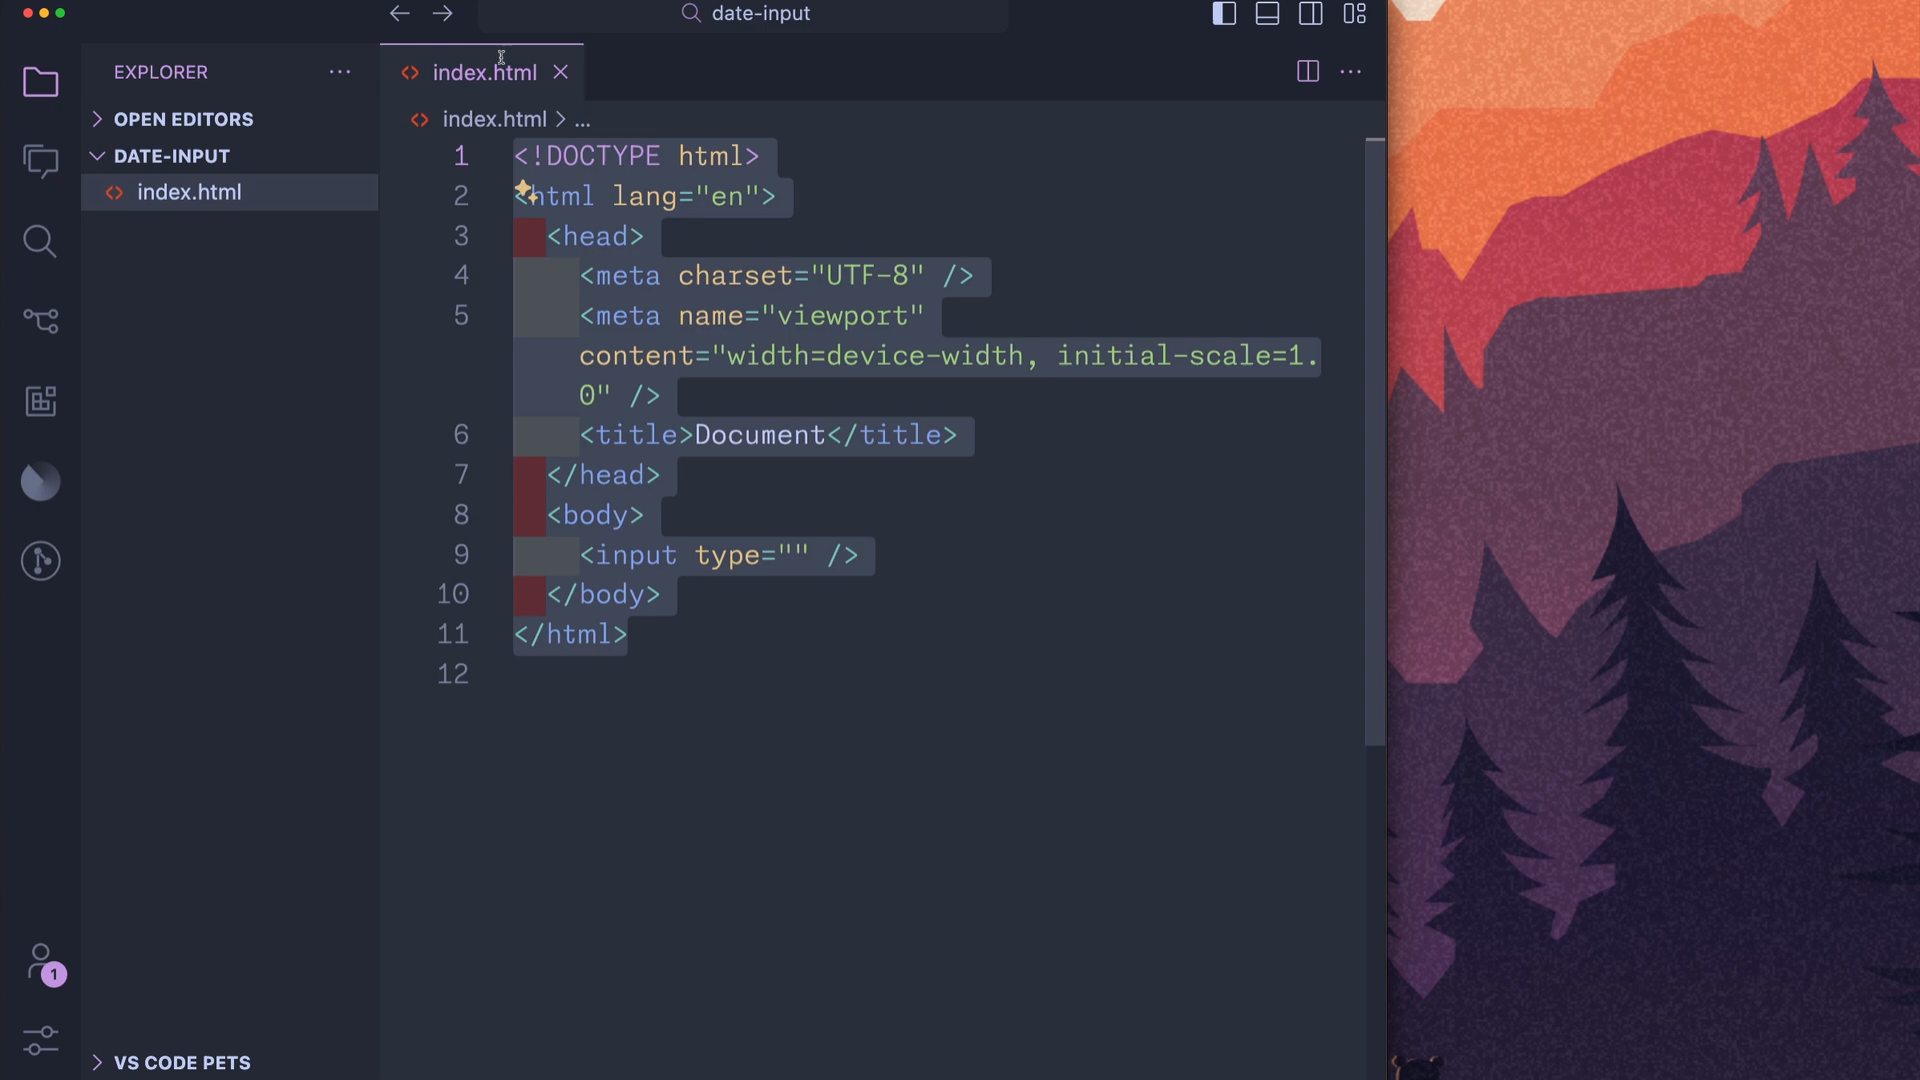 date-input
EXPLORER
index.html
OPEN EDITORS
index.html > ...
DATE-INPUT
index.html
1 <!DOCTYPE html>
2 <html lang="en">
3 <head>
4 <meta charset="UTF-8" />
5 <meta name="viewport"
content="width=device-width, initial-scale=1.
0" />
6 <title>Document</title>
7 </head>
8 <body>
9 <input type="" />
10 </body>
11 </html>
12
1
VS CODE PETS